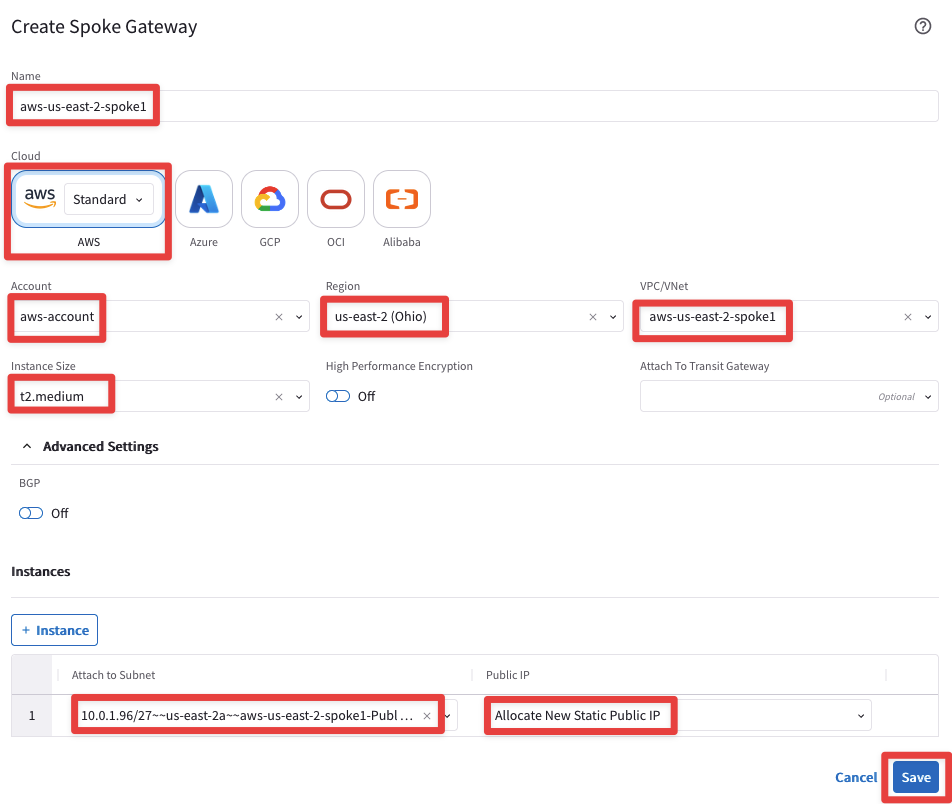 Create Spoke Gateway
Name
aws-us-east-2-spoke1
Cloud
aws Standard
AWS Azure GCP OCI Alibaba
Account Region VPC/VNet
aws-account us-east-2 (Ohio) aws-us-east-2-spoke1
Instance Size High Performance Encryption Attach To Transit Gateway
t2.medium Off Optional
Advanced Settings
BGP
Off
Instances
+ Instance
Attach to Subnet Public IP
1 10.0.1.96/27~~us-east-2a~~aws-us-east-2-spoke1-Publ... Allocate New Static Public IP
Cancel Save